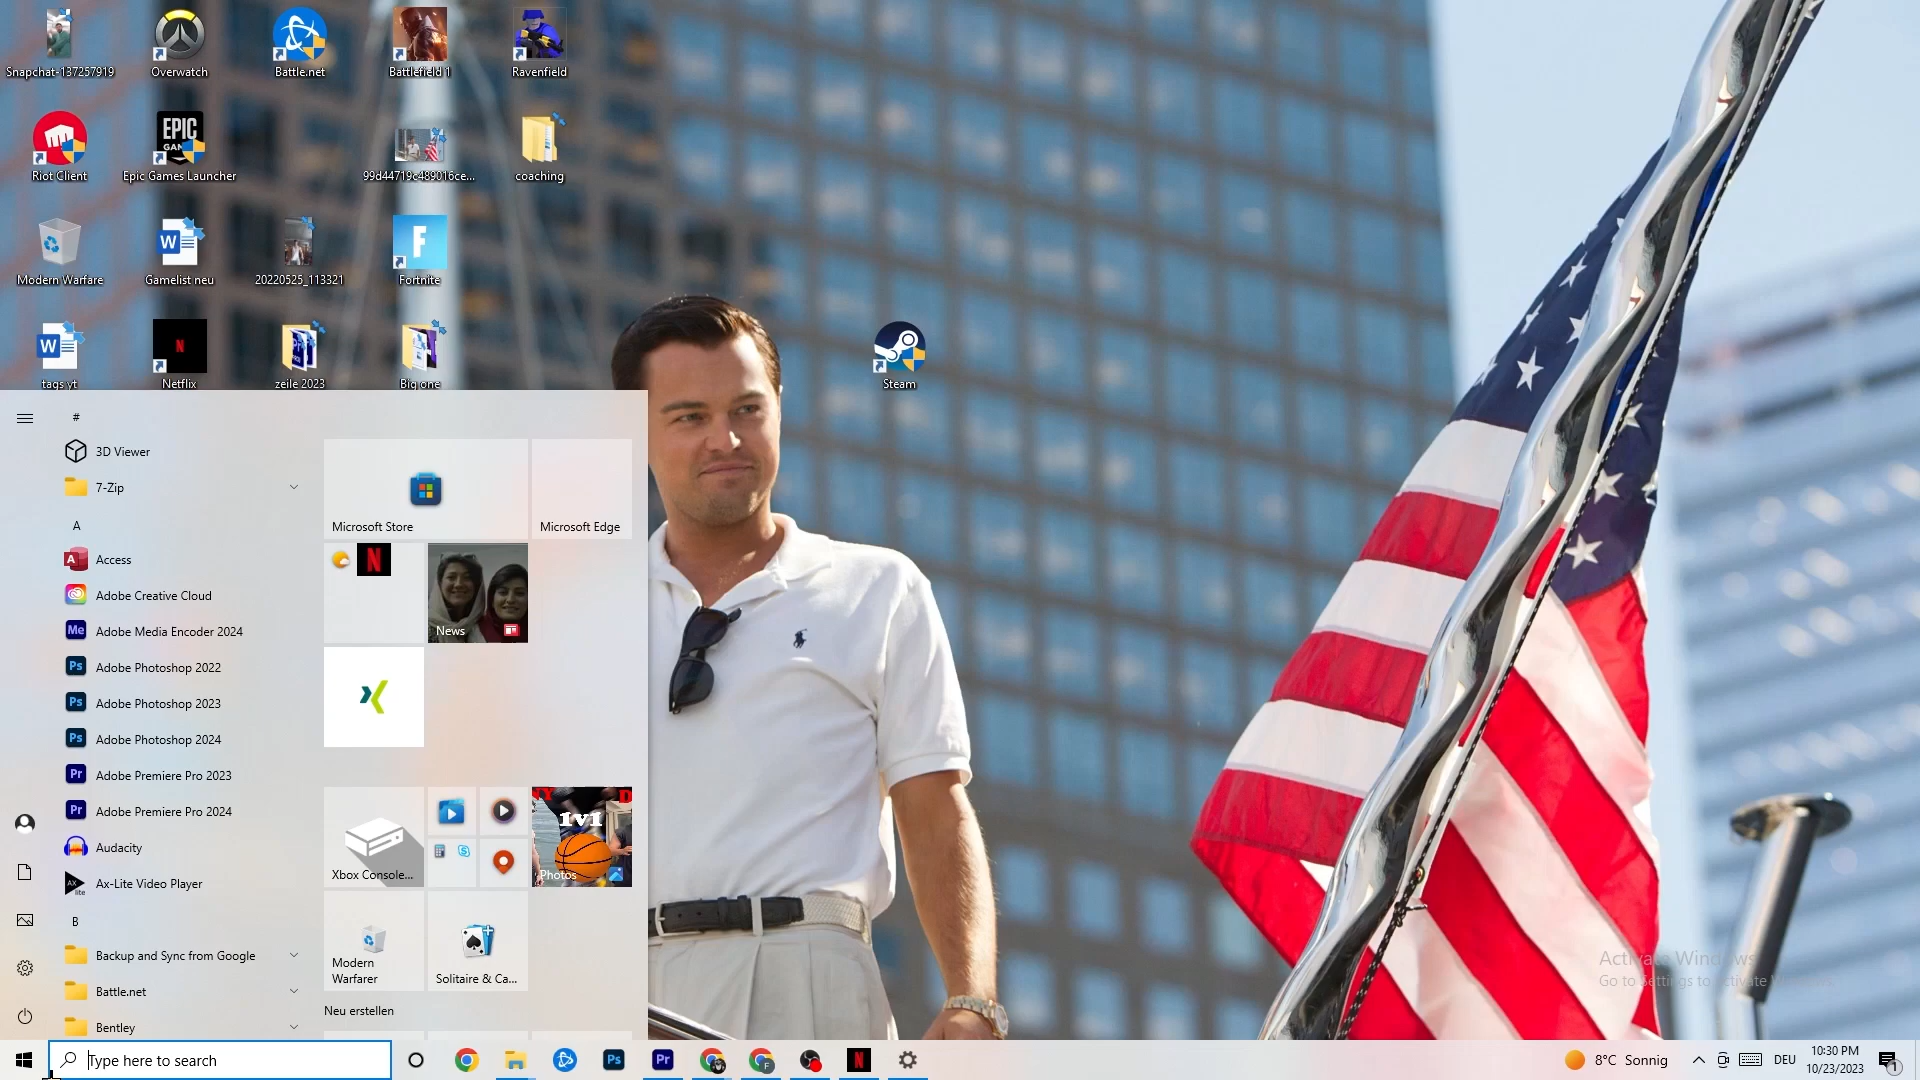 Snapchat-137257919
Overwatch
Battle.net
Battlefield 1
Ravenfield
EPIC
Riot Client
Epic Games Launcher
99d44719c489016ce...
coaching
Modern Warfare
Gamelist neu
20220525_113321
Fortnite
tags yt
Netflix
zeile 2023
Big one
Steam
#
3D Viewer
7-Zip
A
Access
Adobe Creative Cloud
Adobe Media Encoder 2024
Adobe Photoshop 2022
Adobe Photoshop 2023
Adobe Photoshop 2024
Adobe Premiere Pro 2023
Adobe Premiere Pro 2024
Audacity
Ax-Lite Video Player
B
Backup and Sync from Google
Battle.net
Bentley
Microsoft Store
Microsoft Edge
News
1v1
Xbox Console...
Photos
Modern
Warfarer
Solitaire & Ca...
Neu erstellen
Activate Windows
Go to Settings to activate Windows.
Type here to search
8°C Sonnig
DEU
10:30 PM
10/23/2023
1